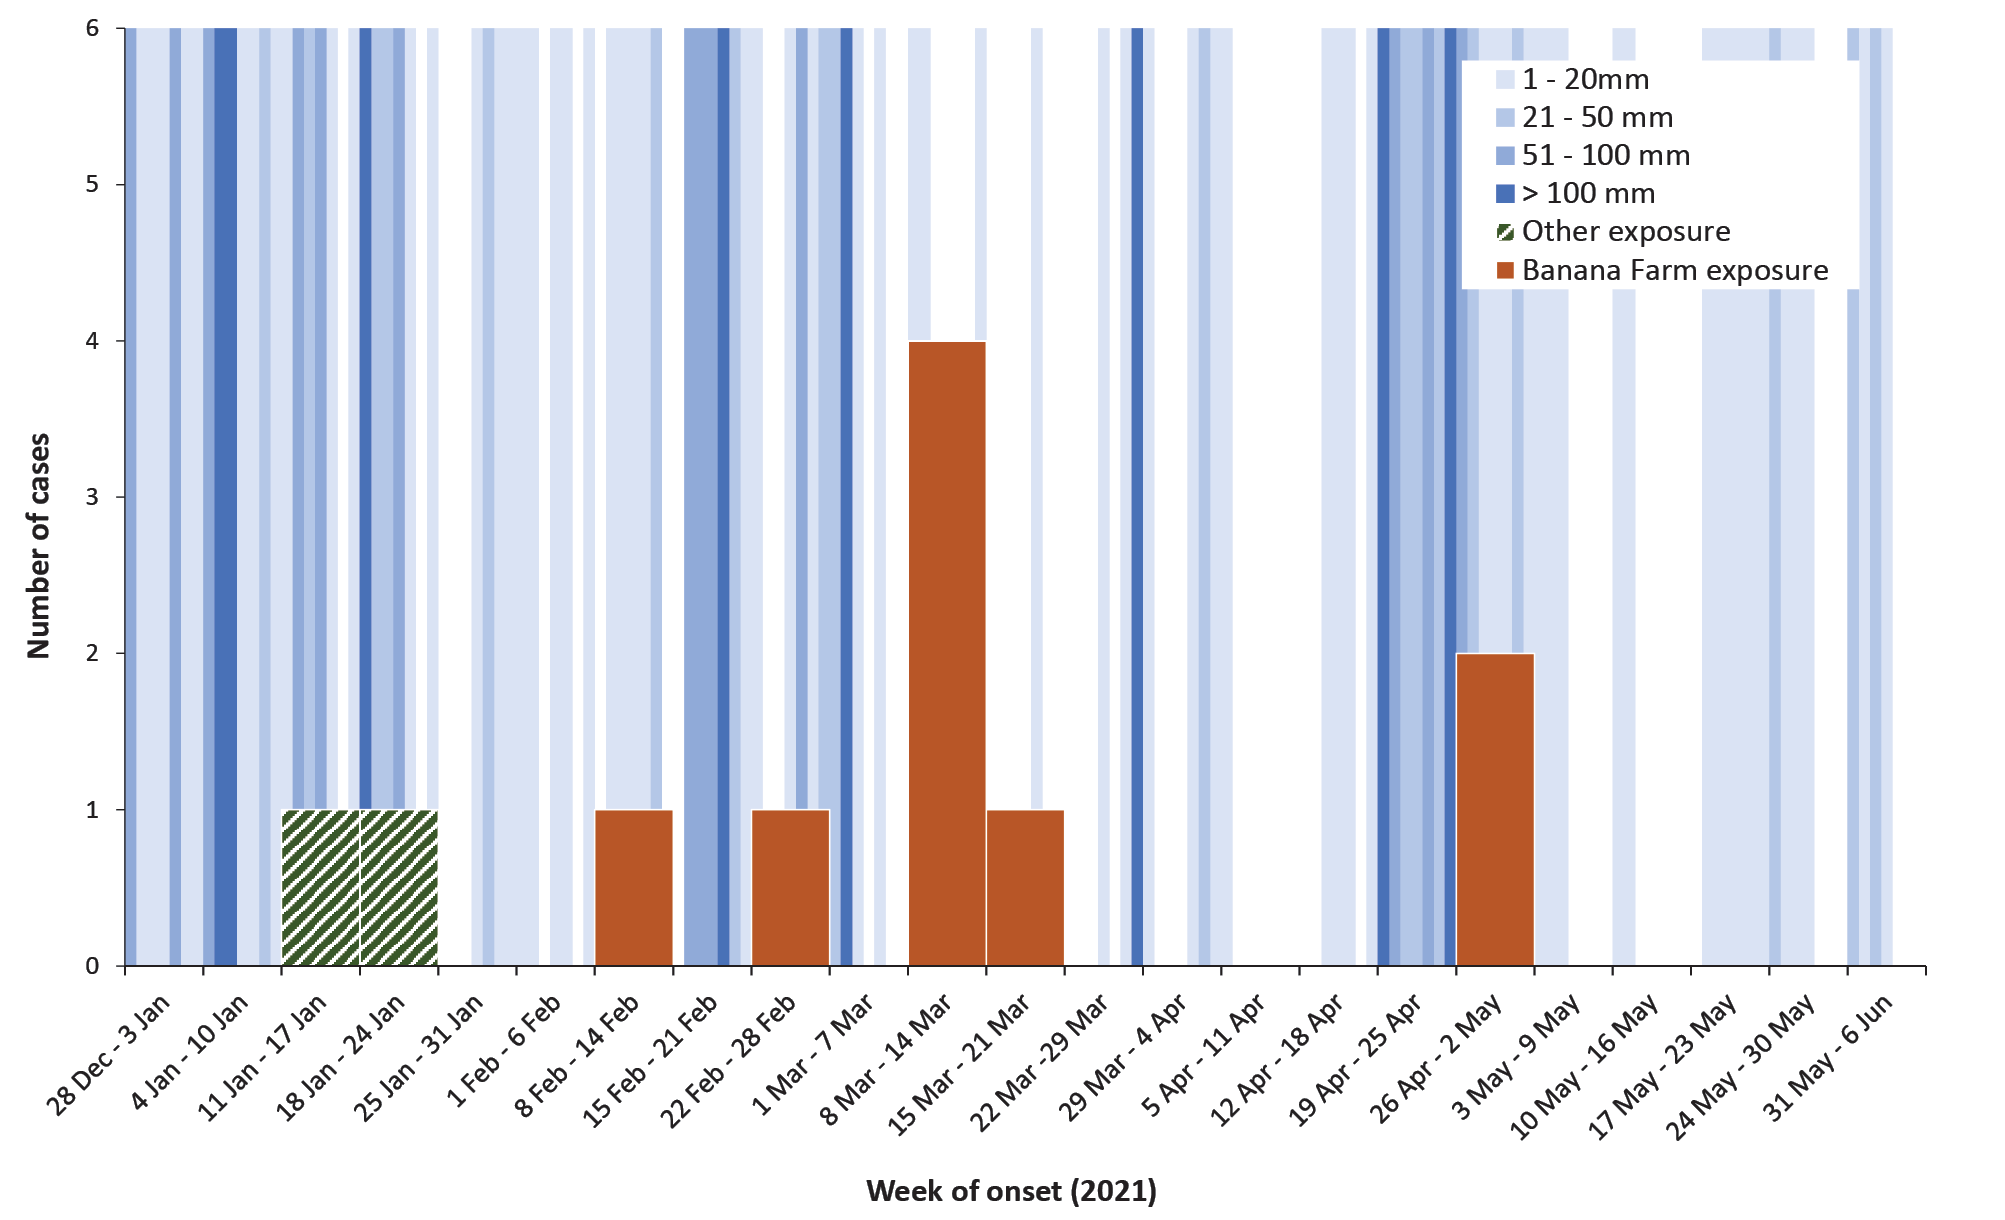 6
5
4
3
2
1
0
Number of cases
1 - 20mm
21 - 50 mm
51 - 100 mm
> 100 mm
Other exposure
Banana Farm exposure
28 Dec - 3 Jan
4 Jan - 10 Jan
11 Jan - 17 Jan
18 Jan - 24 Jan
25 Jan - 31 Jan
1 Feb - 6 Feb
8 Feb - 14 Feb
15 Feb - 21 Feb
22 Feb - 28 Feb
1 Mar - 7 Mar
8 Mar - 14 Mar
15 Mar - 21 Mar
22 Mar -29 Mar
29 Mar - 4 Apr
5 Apr - 11 Apr
12 Apr - 18 Apr
19 Apr - 25 Apr
26 Apr - 2 May
3 May - 9 May
10 May - 16 May
17 May - 23 May
24 May - 30 May
31 May - 6 Jun
Week of onset (2021)